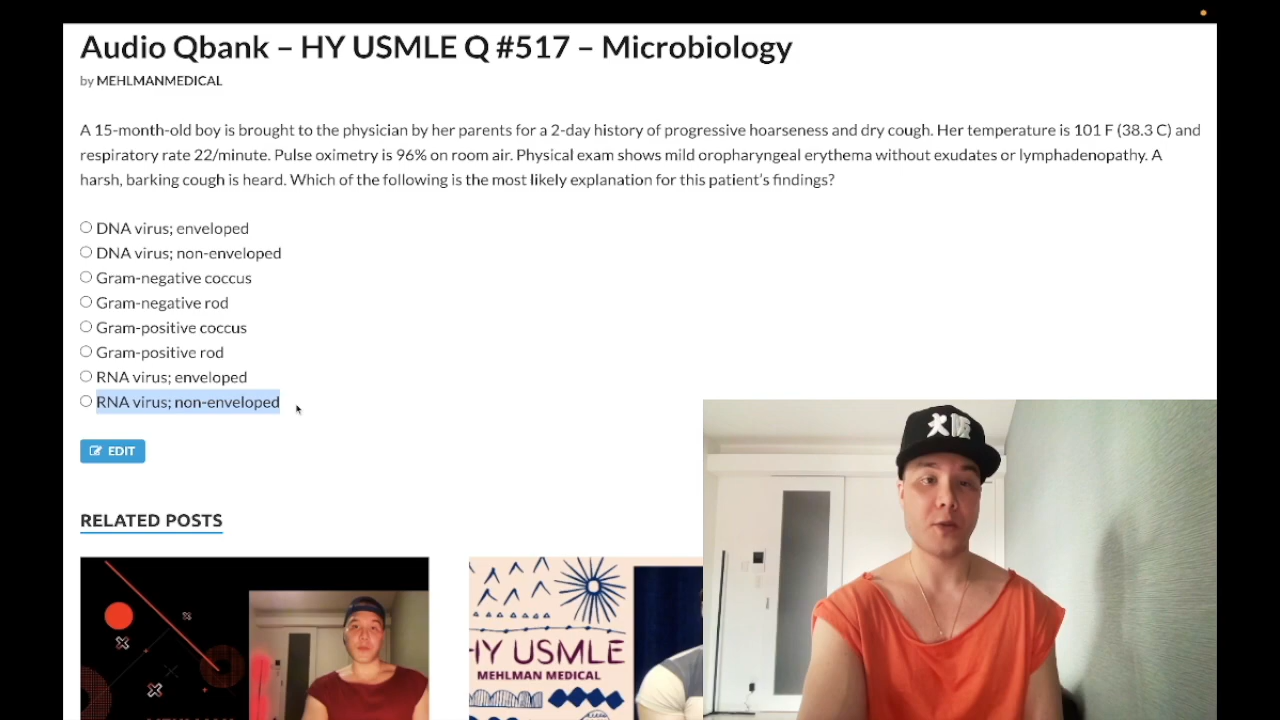 Audio Qbank – HY USMLE Q #517 – Microbiology
by MEHLMANMEDICAL
A 15-month-old boy is brought to the physician by her parents for a 2-day history of progressive hoarseness and dry cough. Her temperature is 101 F (38.3 C) and
respiratory rate 22/minute. Pulse oximetry is 96% on room air. Physical exam shows mild oropharyngeal erythema without exudates or lymphadenopathy. A
harsh, barking cough is heard. Which of the following is the most likely explanation for this patient's findings?
DNA virus; enveloped
DNA virus; non-enveloped
Gram-negative coccus
Gram-negative rod
Gram-positive coccus
Gram-positive rod
RNA virus; enveloped
RNA virus; non-enveloped
EDIT
大阪
RELATED POSTS
HY USMLE
MEHLMAN MEDICAL